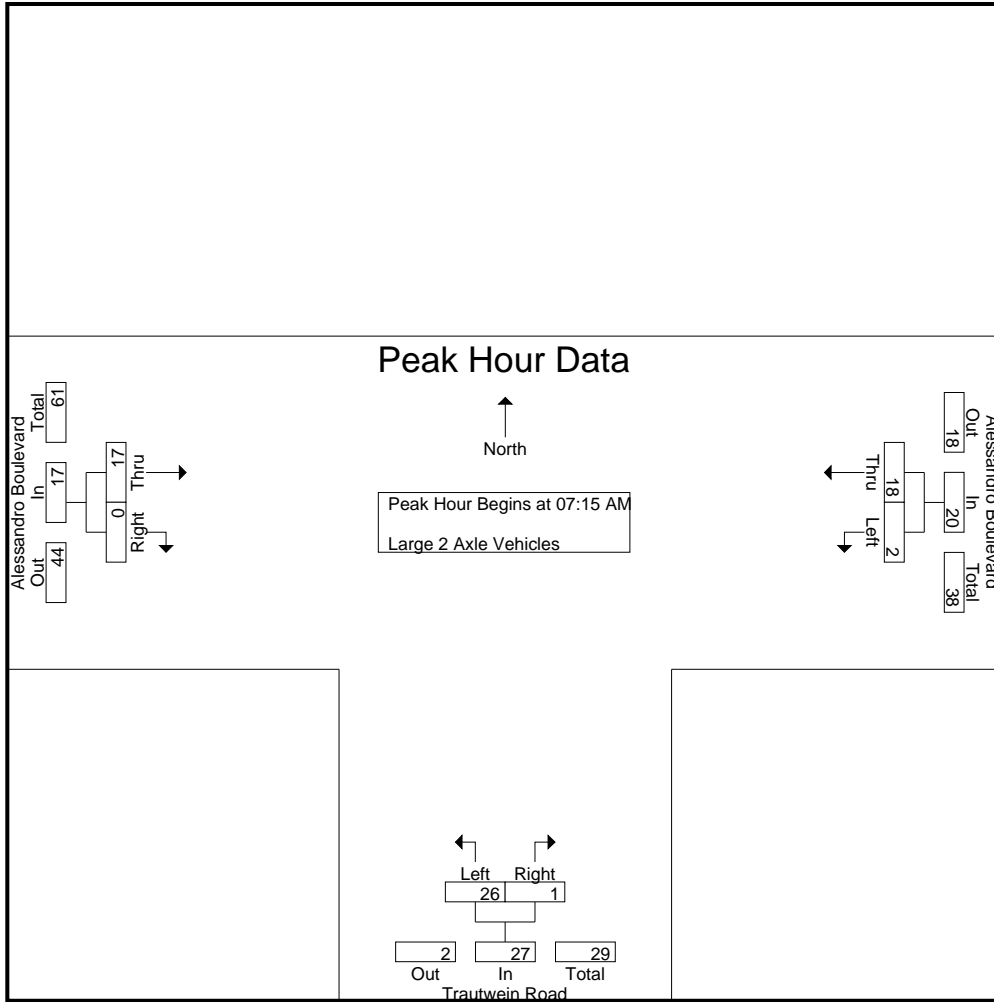 Peak Hour Data
North
Peak Hour Begins at 07:15 AM
Large 2 Axle Vehicles
Alessandro Boulevard
Total
61
In
17
Out
44
Thru
17
Right
0
Alessandro Boulevard
Out
18
In
20
Total
38
Thru
18
Left
2
Left Right
26 1
2 27 29
Out In Total
Trautwein Road